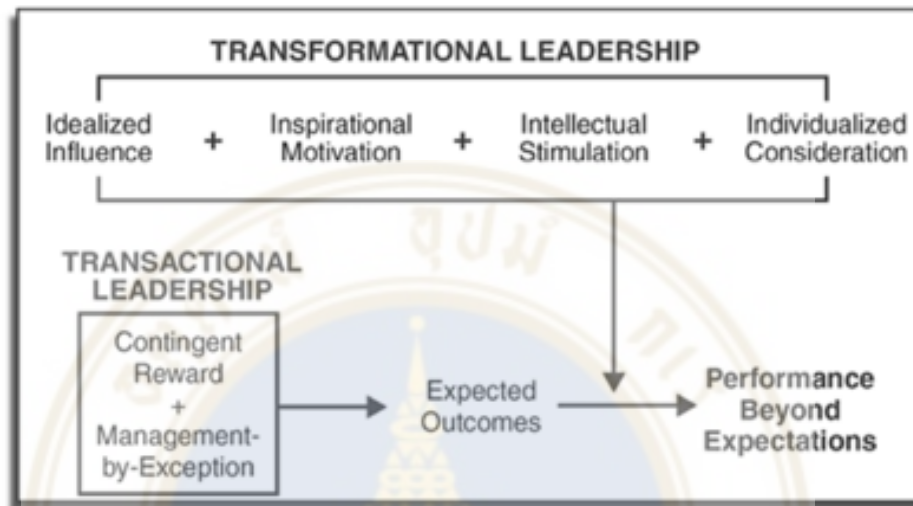 TRANSFORMATIONAL LEADERSHIP
Idealized
Influence
+
Inspirational
Motivation
+
Intellectual
Stimulation
+
Individualized
Consideration
TRANSACTIONAL
LEADERSHIP
Contingent
Reward
+
Management-
by-Exception
Expected
Outcomes
Performance
Beyond
Expectations